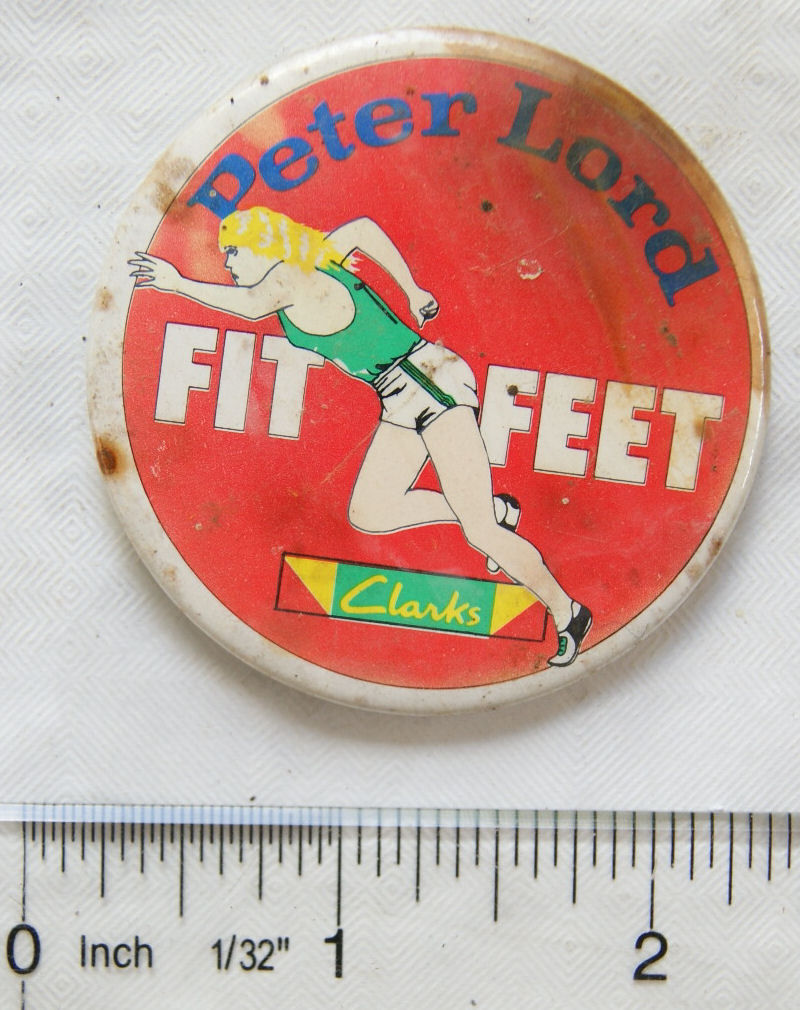 Peter Lord
FIT FEET
Clarks
0 Inch 1/32" 1 2